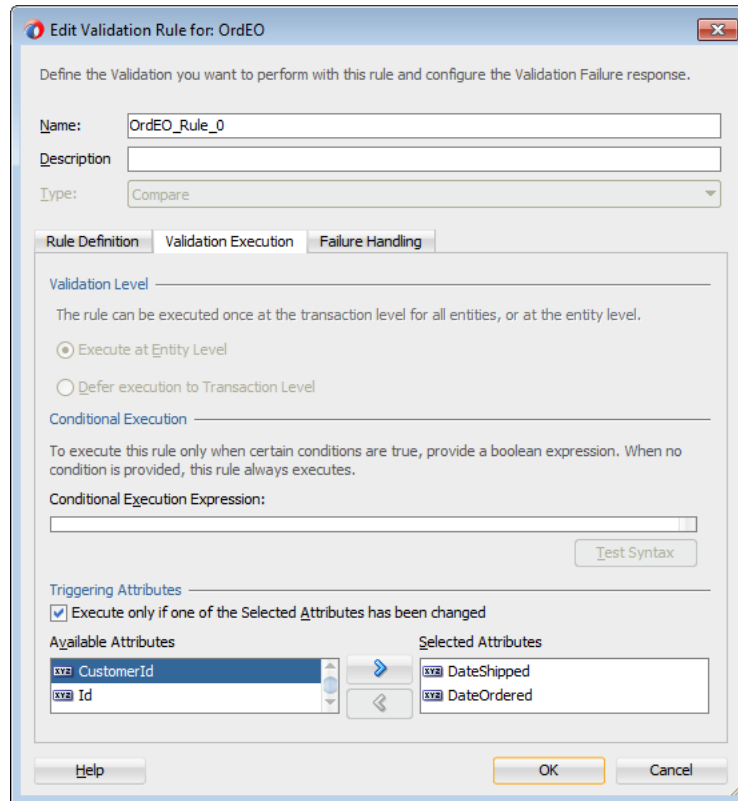 Edit Validation Rule for: OrdEO
Define the Validation you want to perform with this rule and configure the Validation Failure response.
Name: OrdEO_Rule_0
Description
Type: Compare
Rule Definition Validation Execution Failure Handling
Validation Level
The rule can be executed once at the transaction level for all entities, or at the entity level.
Execute at Entity Level
Defer execution to Transaction Level
Conditional Execution
To execute this rule only when certain conditions are true, provide a boolean expression. When no
condition is provided, this rule always executes.
Conditional Execution Expression:
Test Syntax
Triggering Attributes
Execute only if one of the Selected Attributes has been changed
Available Attributes Selected Attributes
XYZ CustomerId XYZ DateShipped
XYZ Id XYZ DateOrdered
Help OK Cancel